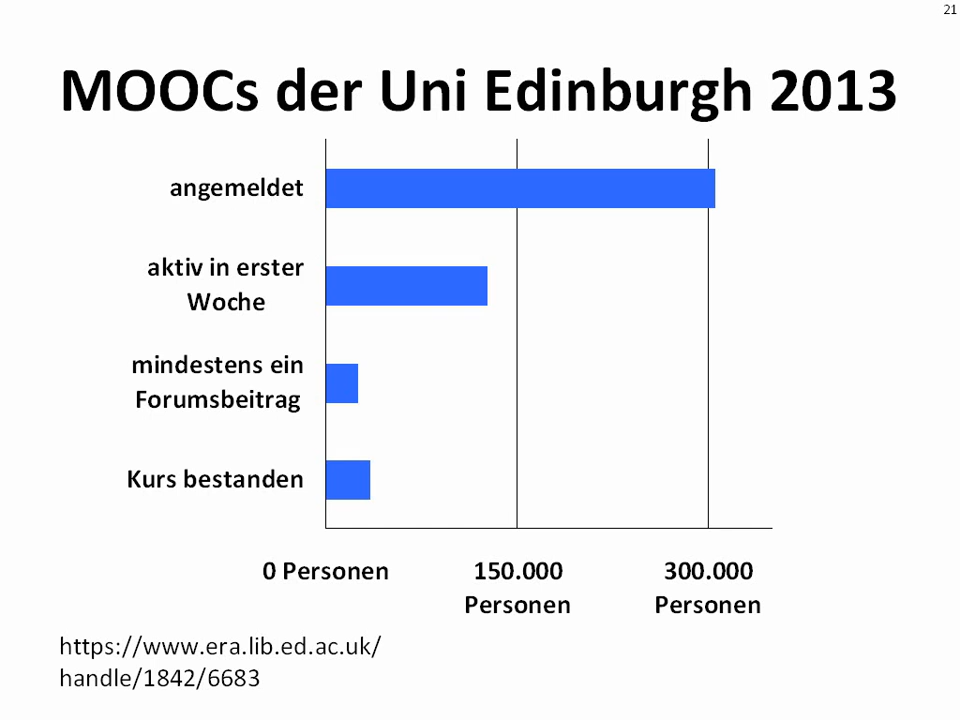 21
MOOCs der Uni Edinburgh 2013
angemeldet
aktiv in erster
Woche
mindestens ein
Forumsbeitrag
Kurs bestanden
0 Personen
150.000
Personen
300.000
Personen
https://www.era.lib.ed.ac.uk/
handle/1842/6683